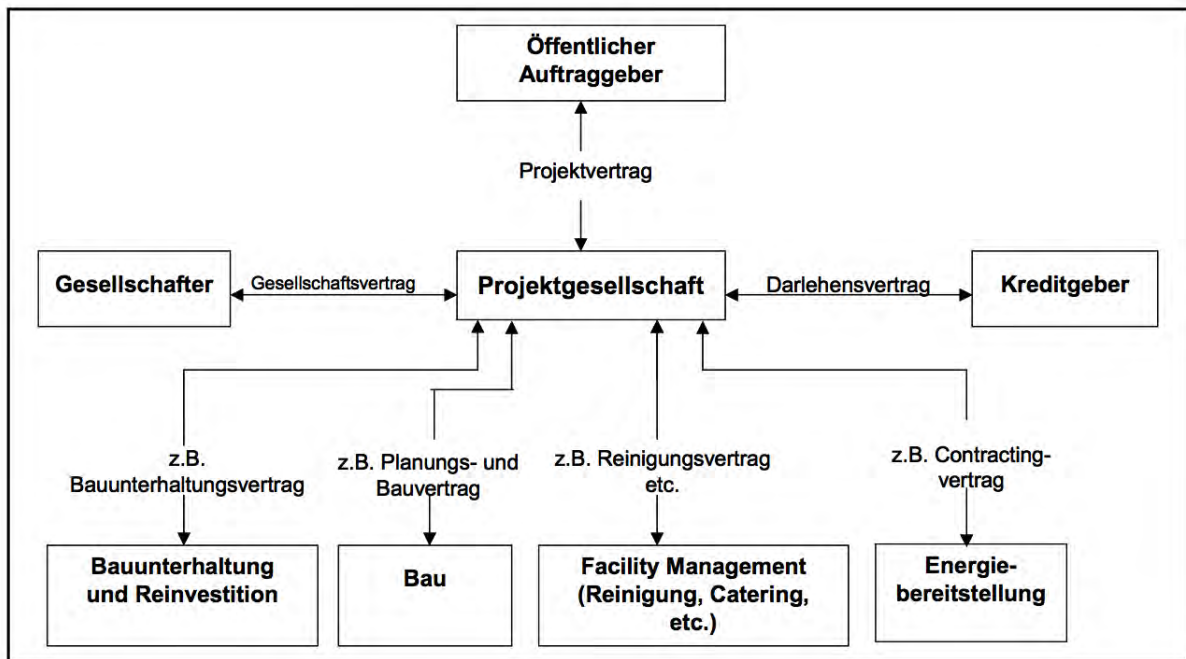 Öffentlicher
Auftraggeber
Projektvertrag
Gesellschafter
Gesellschaftsvertrag
Projektgesellschaft
Darlehensvertrag
Kreditgeber
z.B.
Bauunterhaltungsvertrag
z.B. Planungs- und
Bauvertrag
z.B. Reinigungsvertrag
etc.
z.B. Contracting-
vertrag
Bauunterhaltung
und Reinvestition
Bau
Facility Management
(Reinigung, Catering,
etc.)
Energie-
bereitstellung